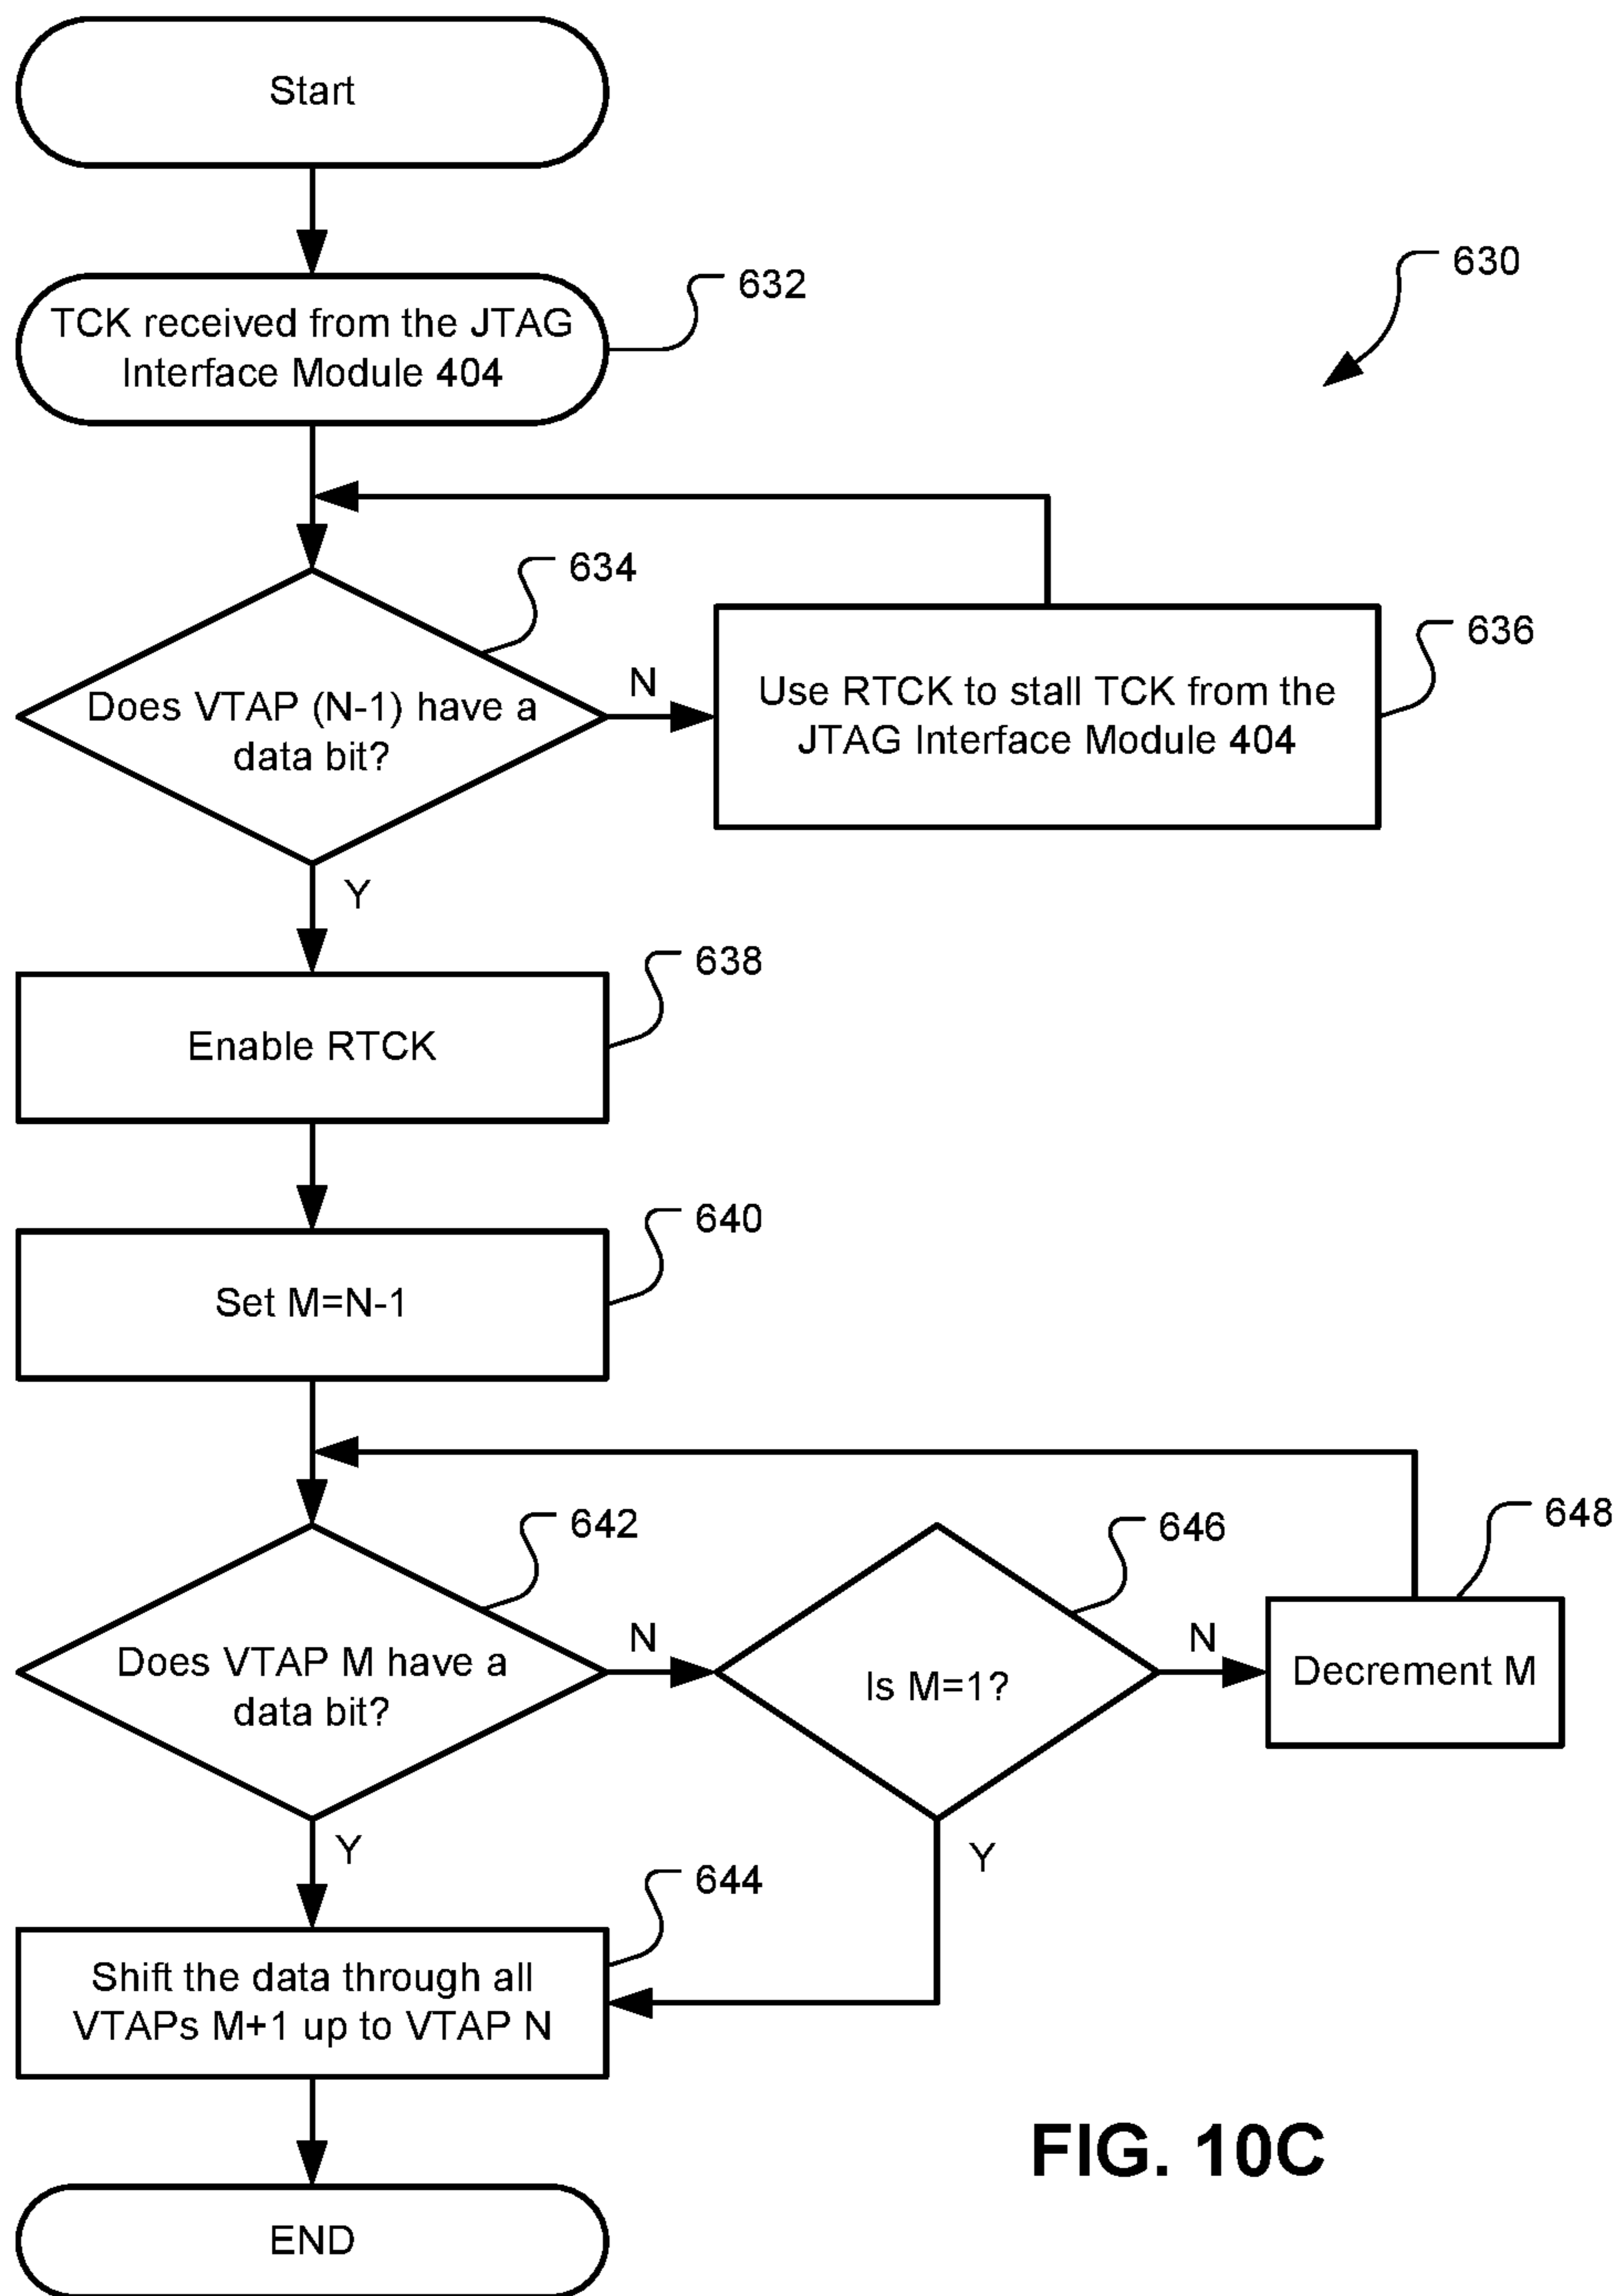 Start
630
632
TCK received from the JTAG
Interface Module 404
634
636
Does VTAP (N-1) have a
data bit?
N
Use RTCK to stall TCK from the
JTAG Interface Module 404
Y
638
Enable RTCK
640
Set M=N-1
642
646
648
Does VTAP M have a
data bit?
N
Is M=1?
N
Decrement M
Y
Y
644
Shift the data through all
VTAPs M+1 up to VTAP N
FIG. 10C
END